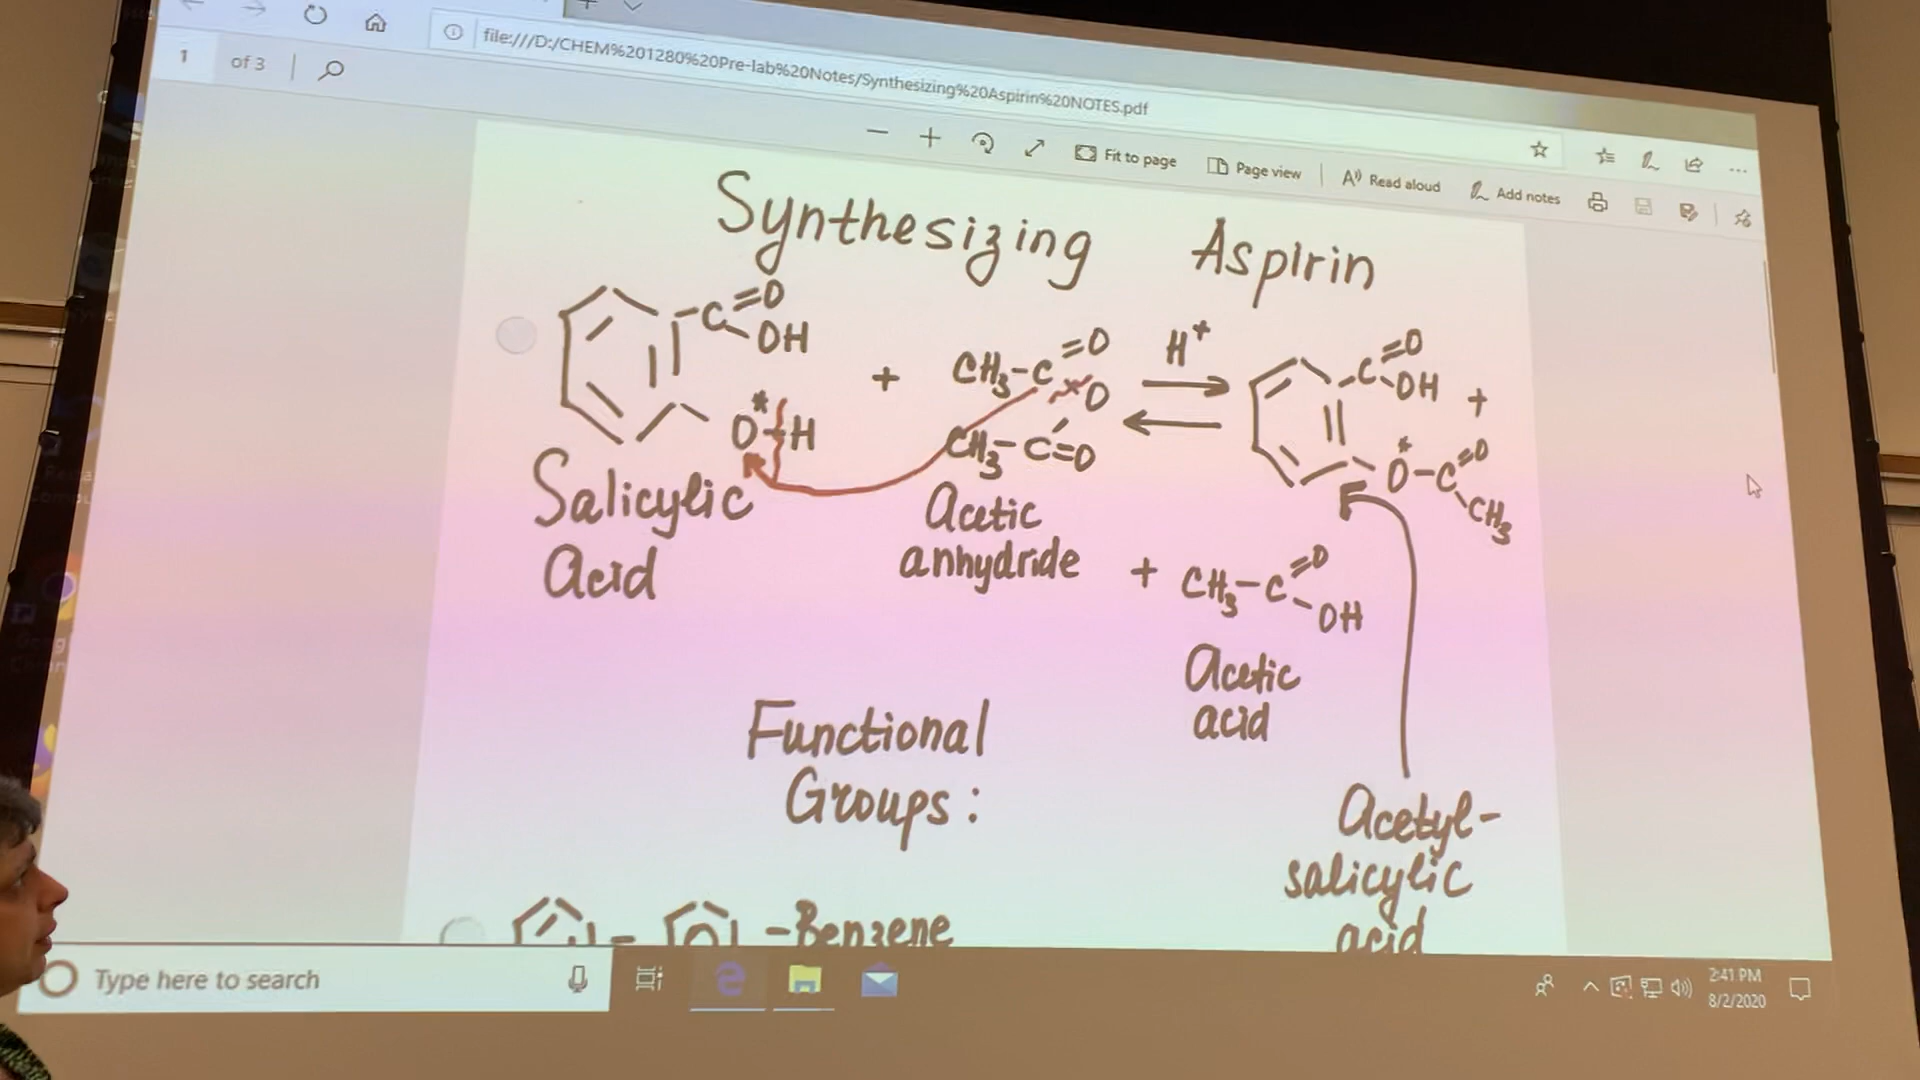 file:///D:/CHEM%201280%20Pre-lab%20Notes/Synthesizing%20Aspirin%20NOTES.pdf
1 of 3
Fit to page
Page view
Read aloud
Add notes
Synthesizing Aspirin
C=O
OH
O*-H
Salicylic
Acid
+
CH3-C=O
O
CH3-C=O
Acetic
anhydride
H+
C=O
OH
+
O*-C=O
CH3
+ CH3-C=O
OH
Acetic
acid
Acetyl-
salicylic
acid
Functional
Groups:
- Benzene
Type here to search
2:41 PM
8/2/2020